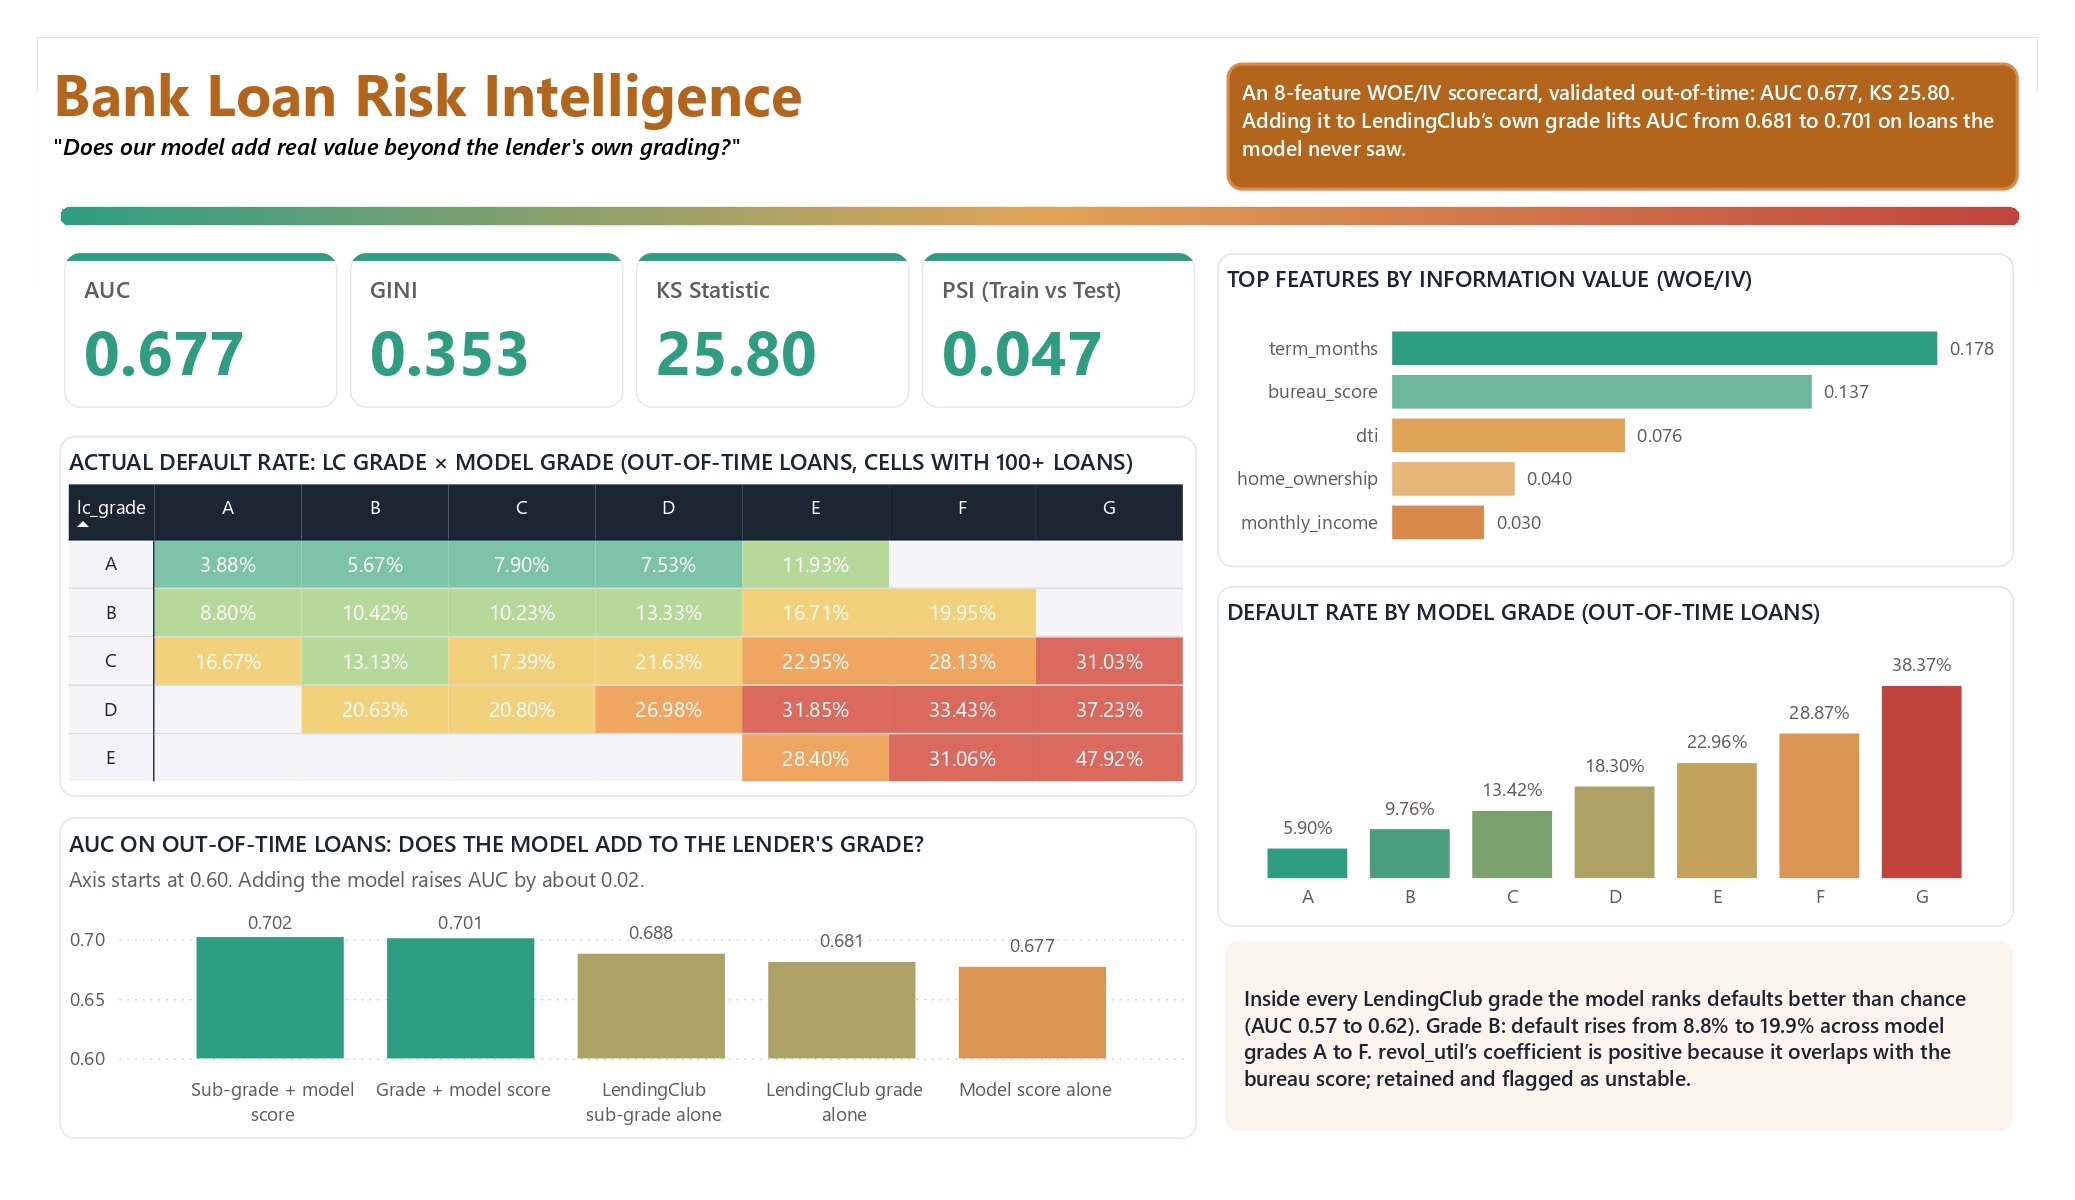 Bank Loan Risk Intelligence
"Does our model add real value beyond the lender's own grading?"
An 8-feature WOE/IV scorecard, validated out-of-time: AUC 0.677, KS 25.80.
Adding it to LendingClub’s own grade lifts AUC from 0.681 to 0.701 on loans the
model never saw.
AUC
0.677
GINI
0.353
KS Statistic
25.80
PSI (Train vs Test)
0.047
ACTUAL DEFAULT RATE: LC GRADE × MODEL GRADE (OUT-OF-TIME LOANS, CELLS WITH 100+ LOANS)
lc_grade A B C D E F G
A 3.88% 5.67% 7.90% 7.53% 11.93%
B 8.80% 10.42% 10.23% 13.33% 16.71% 19.95%
C 16.67% 13.13% 17.39% 21.63% 22.95% 28.13% 31.03%
D 20.63% 20.80% 26.98% 31.85% 33.43% 37.23%
E 28.40% 31.06% 47.92%
AUC ON OUT-OF-TIME LOANS: DOES THE MODEL ADD TO THE LENDER'S GRADE?
Axis starts at 0.60. Adding the model raises AUC by about 0.02.
0.702 0.701 0.688 0.681 0.677
0.70
0.65
0.60
Sub-grade + model
score
Grade + model score
LendingClub
sub-grade alone
LendingClub grade
alone
Model score alone
TOP FEATURES BY INFORMATION VALUE (WOE/IV)
term_months 0.178
bureau_score 0.137
dti 0.076
home_ownership 0.040
monthly_income 0.030
DEFAULT RATE BY MODEL GRADE (OUT-OF-TIME LOANS)
5.90% 9.76% 13.42% 18.30% 22.96% 28.87% 38.37%
A B C D E F G
Inside every LendingClub grade the model ranks defaults better than chance
(AUC 0.57 to 0.62). Grade B: default rises from 8.8% to 19.9% across model
grades A to F. revol_util’s coefficient is positive because it overlaps with the
bureau score; retained and flagged as unstable.